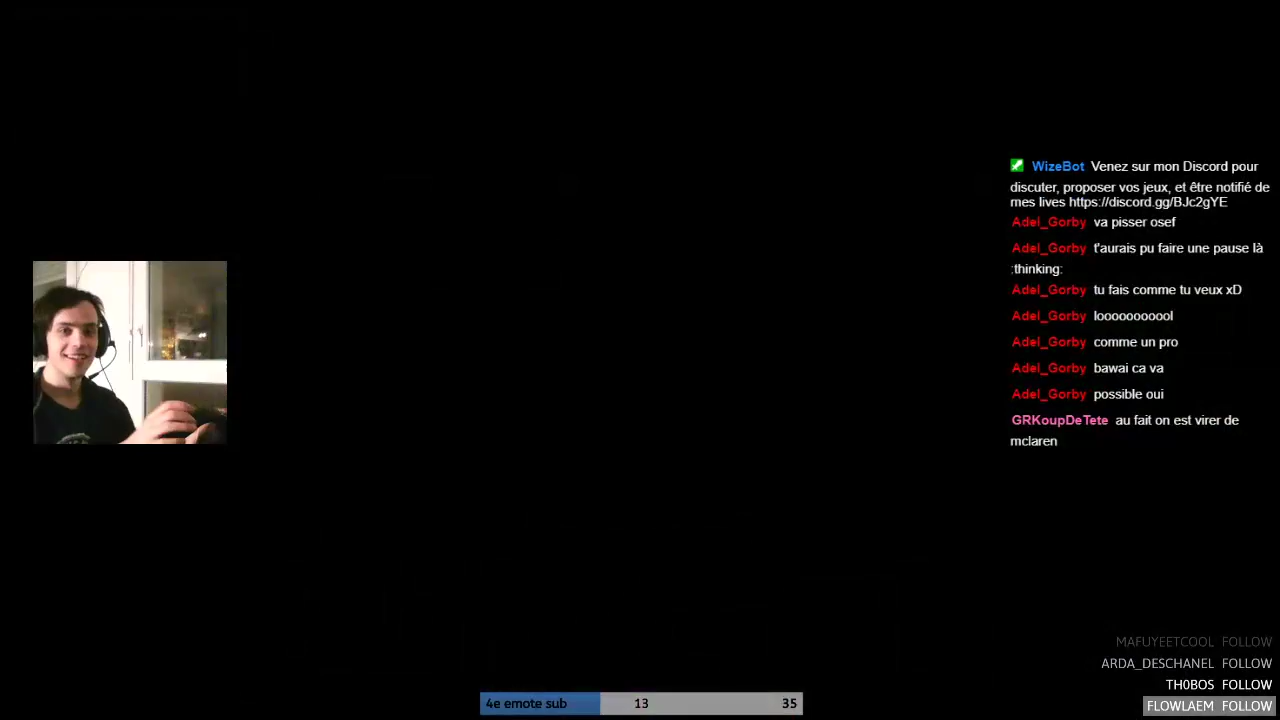 WizeBot Venez sur mon Discord pour
discuter, proposer vos jeux, et être notifié de
mes lives https://discord.gg/BJc2gYE
Adel_Gorby va pisser osef
Adel_Gorby t'aurais pu faire une pause là
:thinking:
Adel_Gorby tu fais comme tu veux xD
Adel_Gorby looooooooool
Adel_Gorby comme un pro
Adel_Gorby bawai ca va
Adel_Gorby possible oui
GRKoupDeTete au fait on est virer de
mclaren
MAFUYEETCOOL FOLLOW
ARDA_DESCHANEL FOLLOW
TH0BOS FOLLOW
FLOWLAEM FOLLOW
4e emote sub 13 35